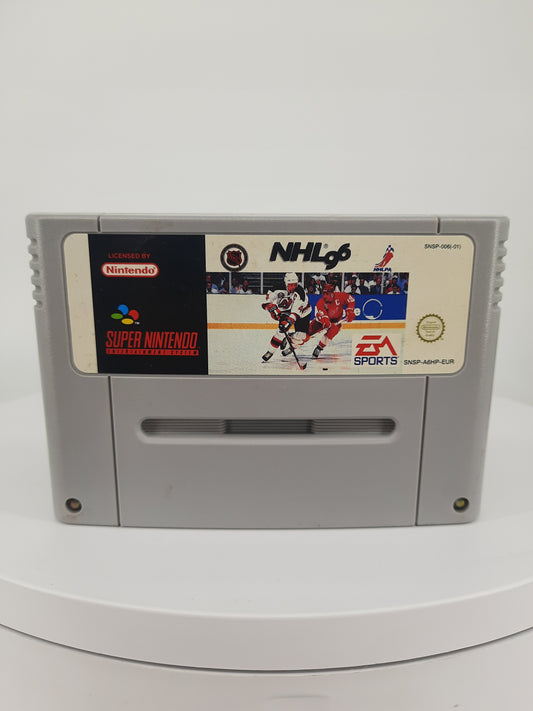 LICENSED BY
Nintendo
SUPER NINTENDO
ENTERTAINMENT SYSTEM
NHL96
NHLPA
SNSP-006(-01)
EA
SPORTS
SNSP-A6HP-EUR